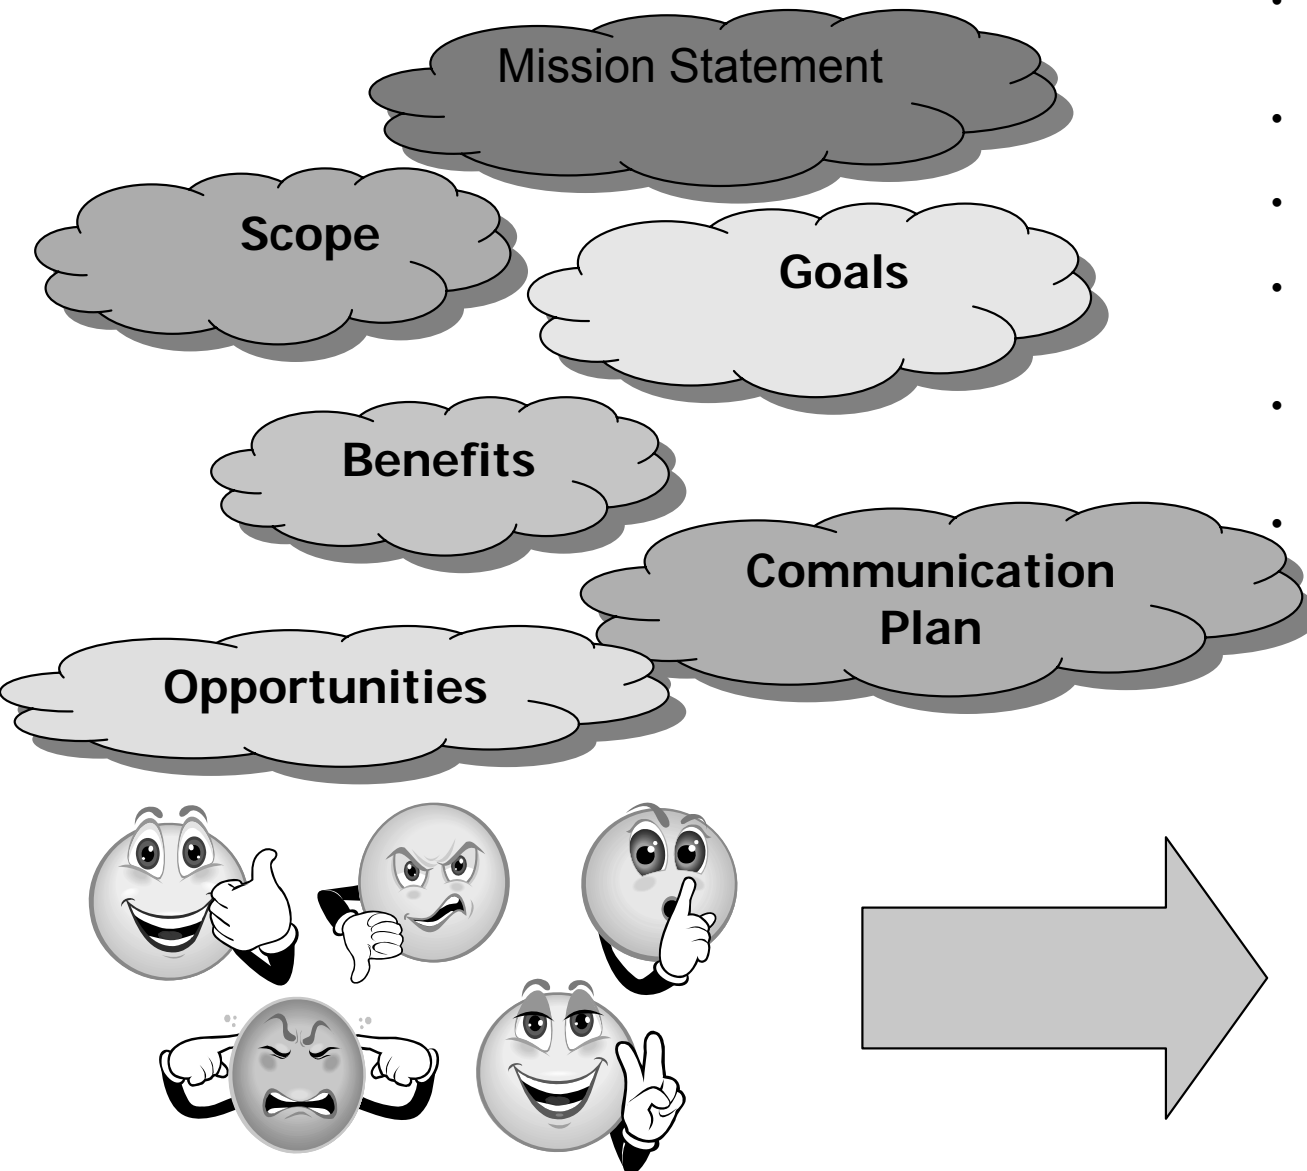 Mission Statement
Scope
Goals
Benefits
Communication
Plan
Opportunities